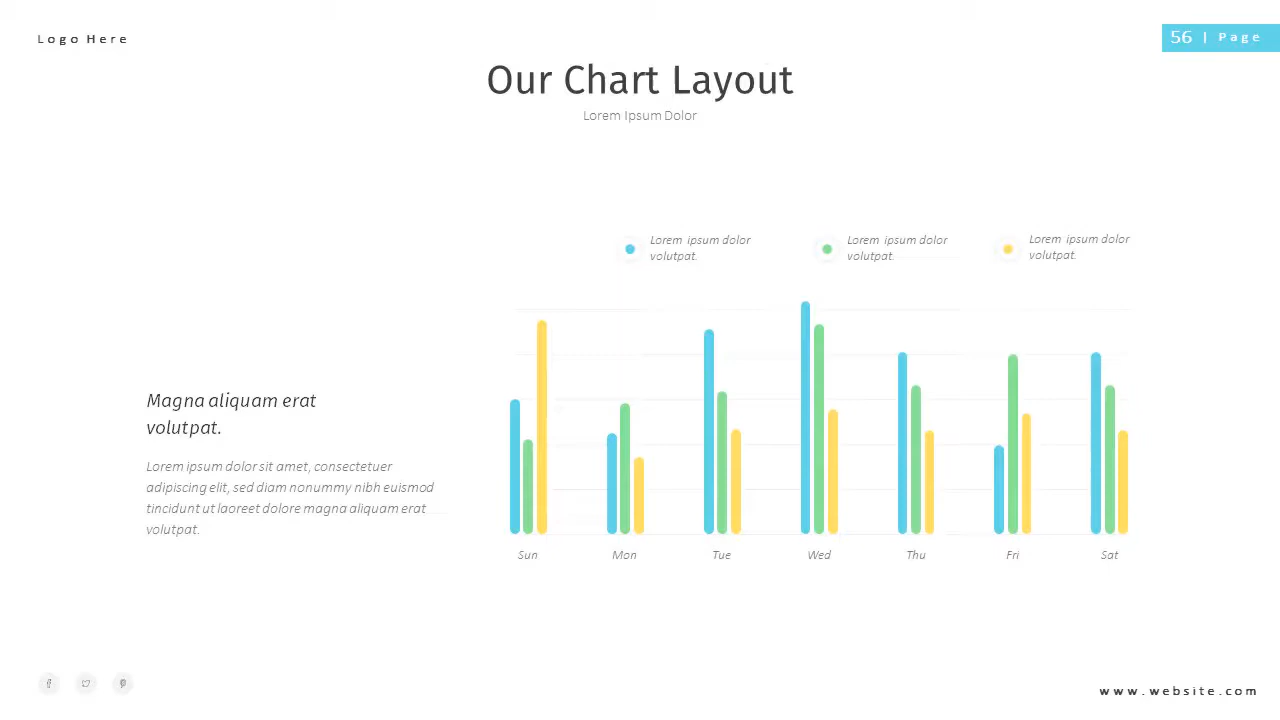 Logo Here
56 | Page
Our Chart Layout
Lorem Ipsum Dolor
Lorem ipsum dolor
volutpat.
Lorem ipsum dolor
volutpat.
Lorem ipsum dolor
volutpat.
Magna aliquam erat
volutpat.
Lorem ipsum dolor sit amet, consectetuer
adipiscing elit, sed diam nonummy nibh euismod
tincidunt ut laoreet dolore magna aliquam erat
volutpat.
Sun Mon Tue Wed Thu Fri Sat
www.website.com